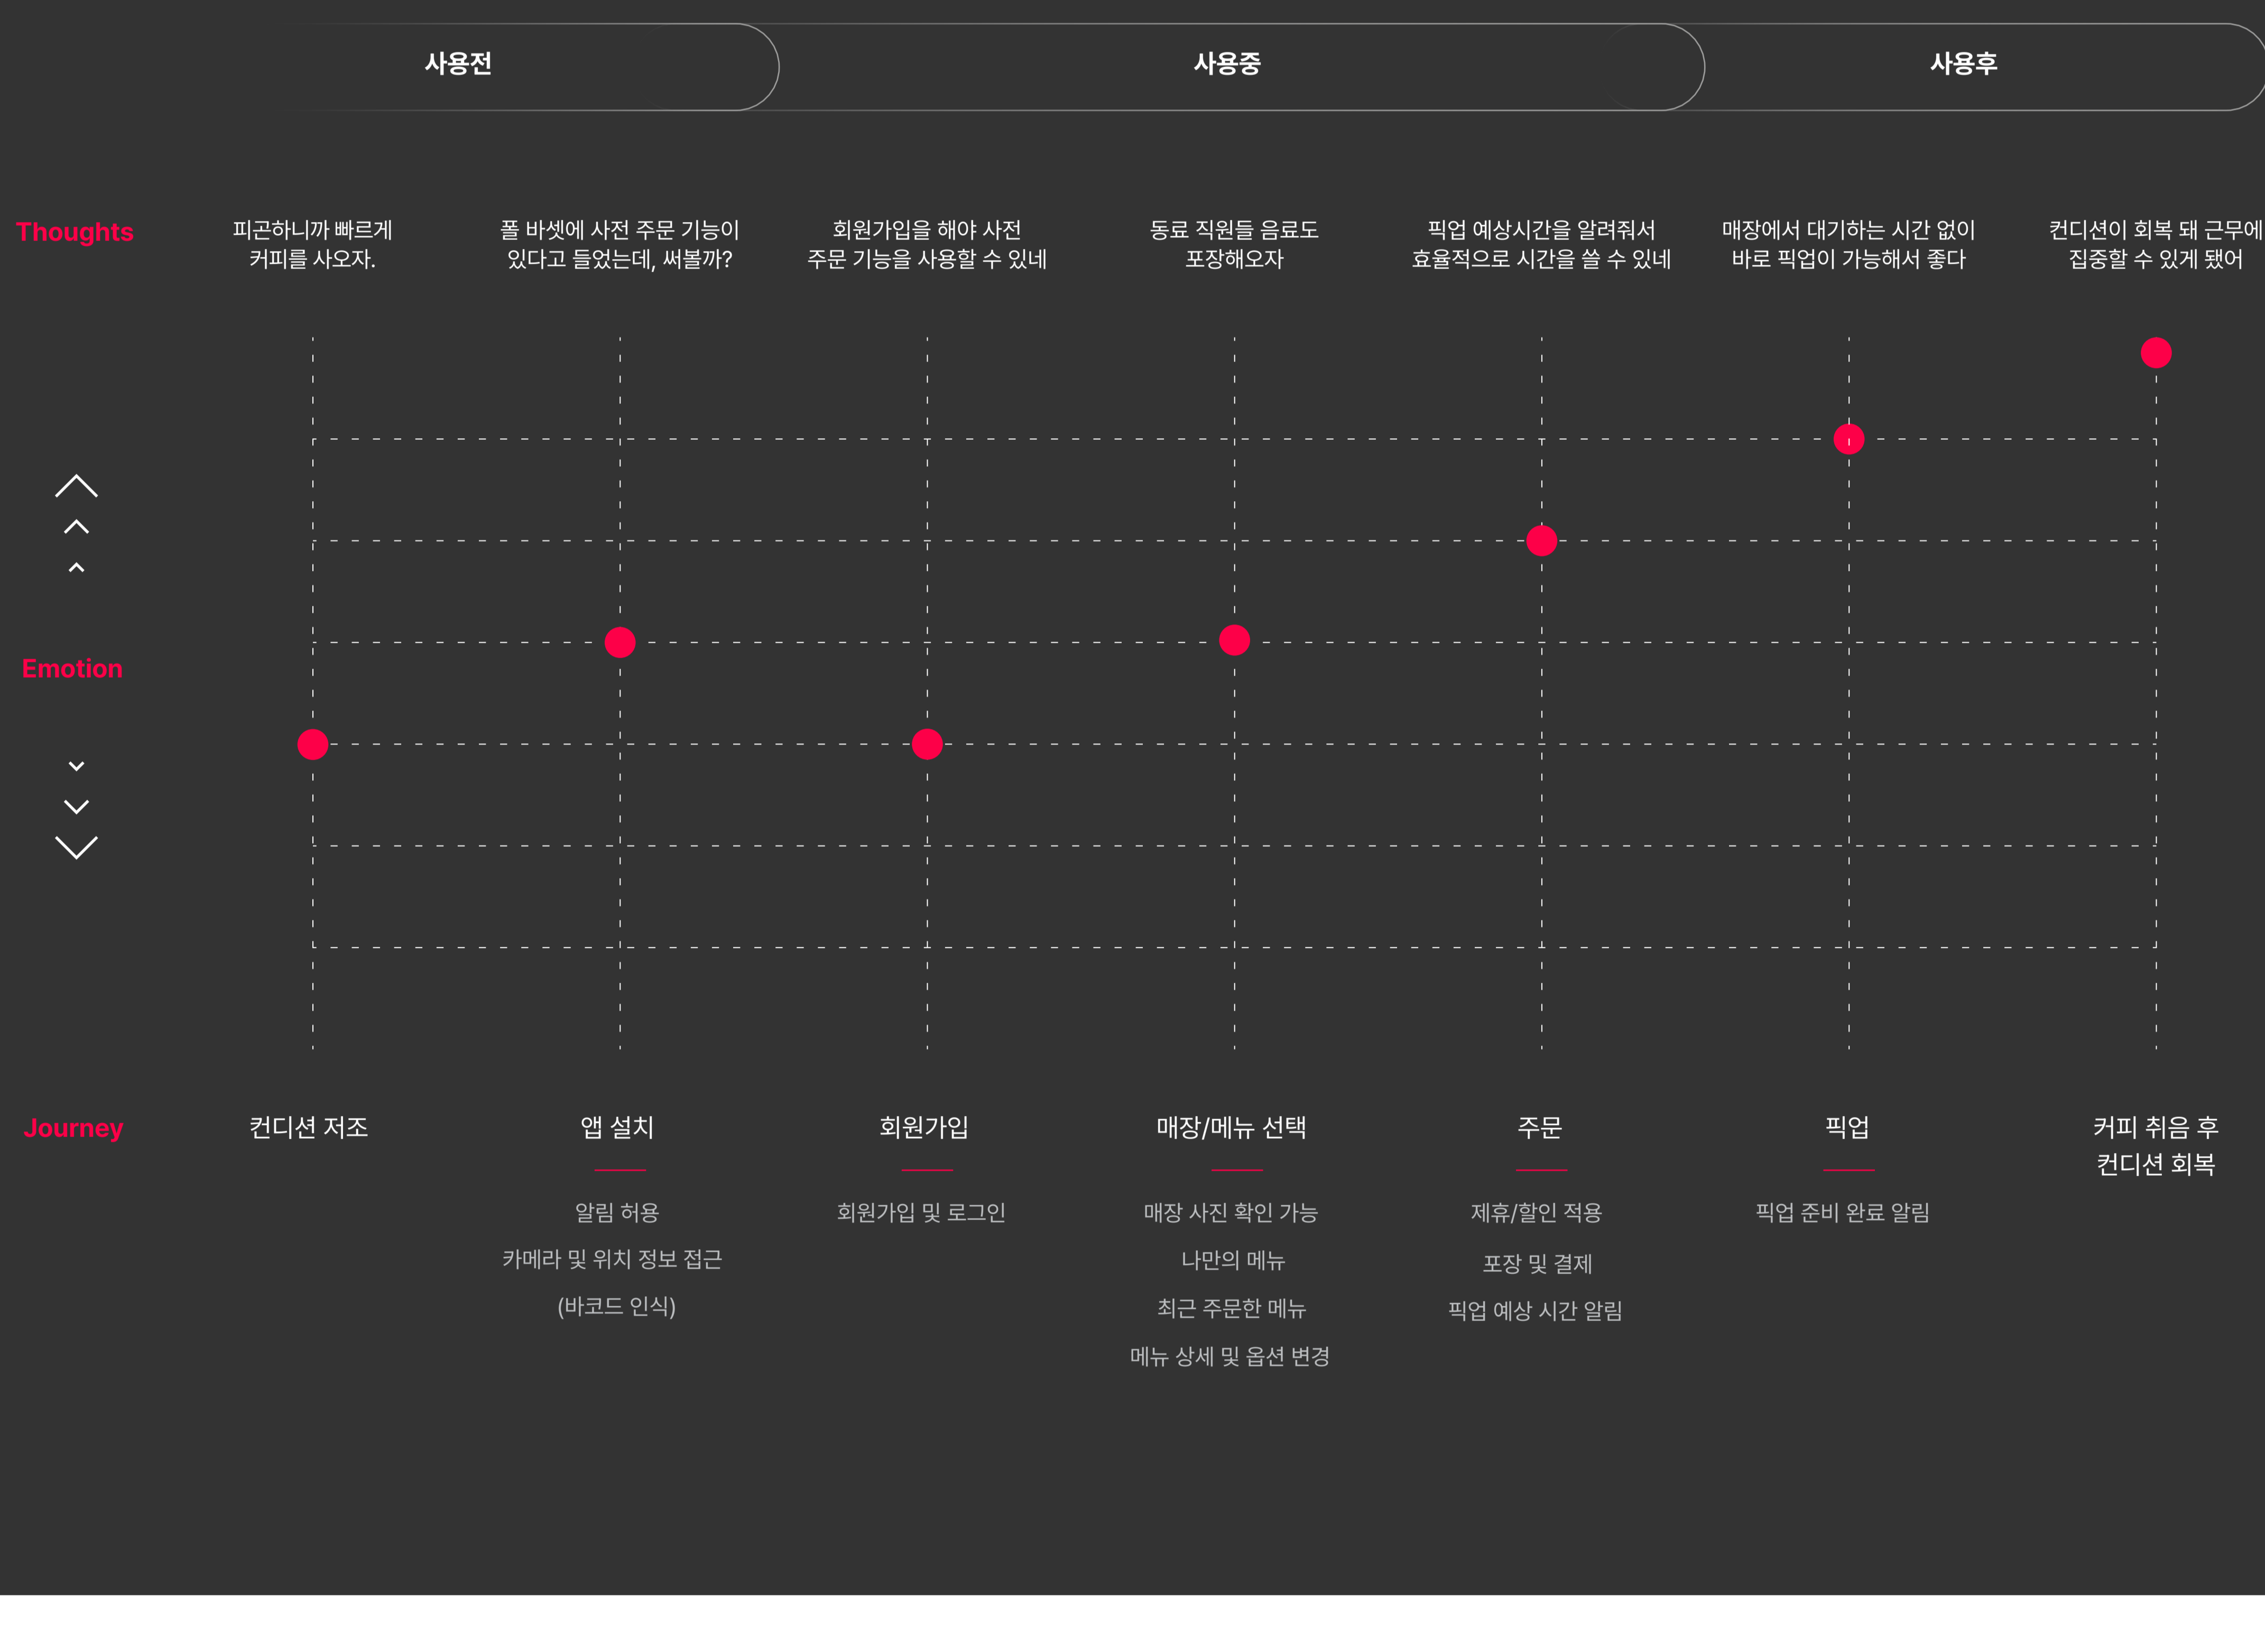 사용전
사용중
사용후
Thoughts
피곤하니까 빠르게
커피를 사오자.
폴 바셋에 사전 주문 기능이
있다고 들었는데, 써볼까?
회원가입을 해야 사전
주문 기능을 사용할 수 있네
동료 직원들 음료도
포장해오자
픽업 예상시간을 알려줘서
효율적으로 시간을 쓸 수 있네
매장에서 대기하는 시간 없이
바로 픽업이 가능해서 좋다
컨디션이 회복 돼 근무에
집중할 수 있게 됐어
Emotion
Journey
컨디션 저조
앱 설치
알림 허용
카메라 및 위치 정보 접근
(바코드 인식)
회원가입
회원가입 및 로그인
매장/메뉴 선택
매장 사진 확인 가능
나만의 메뉴
최근 주문한 메뉴
메뉴 상세 및 옵션 변경
주문
제휴/할인 적용
포장 및 결제
픽업 예상 시간 알림
픽업
픽업 준비 완료 알림
커피 취음 후
컨디션 회복